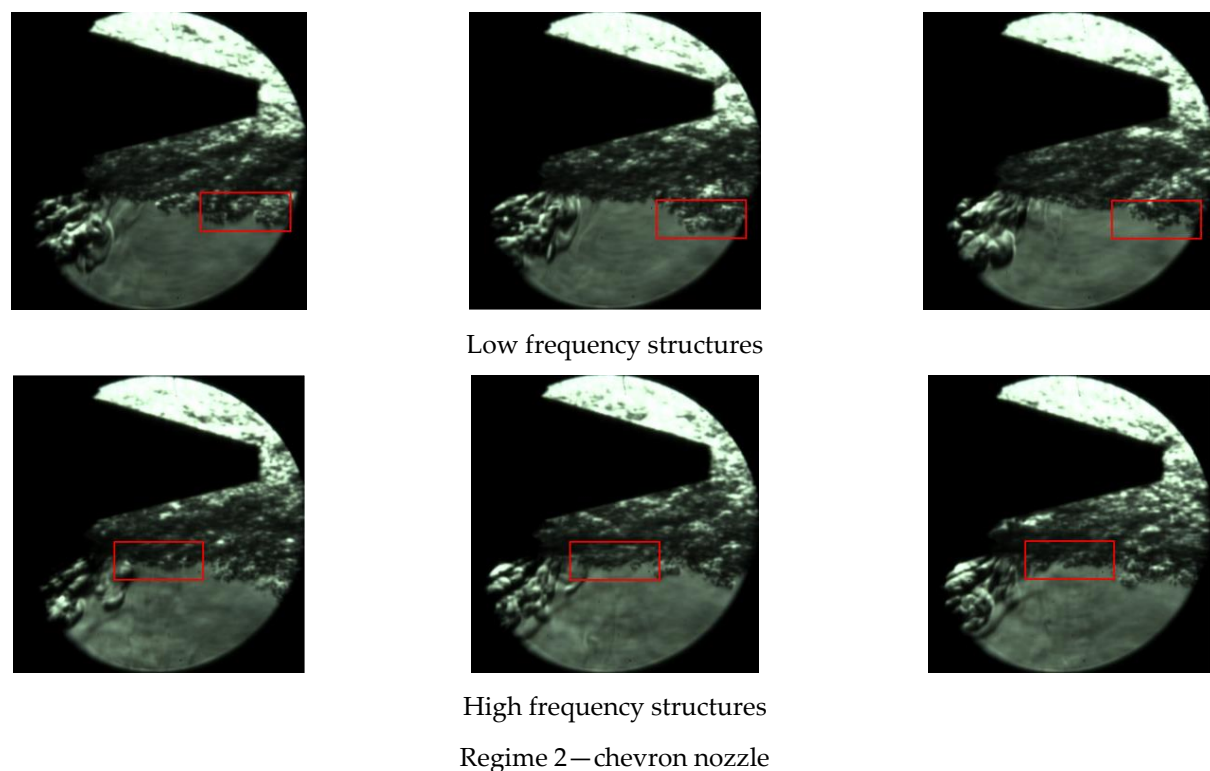 Low frequency structures
High frequency structures
Regime 2—chevron nozzle